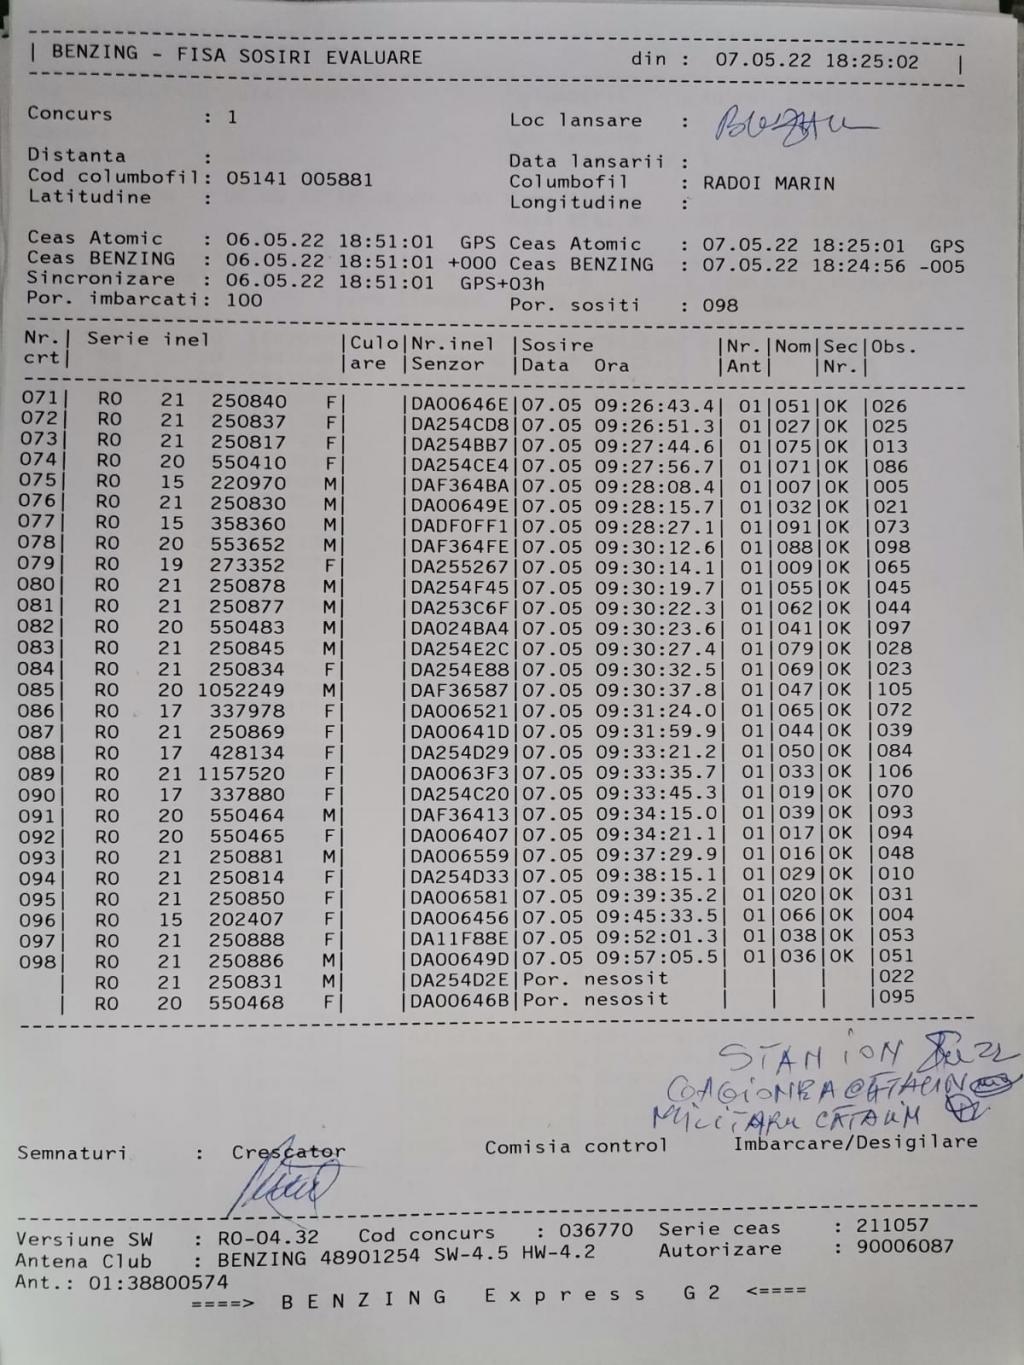 | BENZING - FISA SOSIRI EVALUARE din : 07.05.22 18:25:02 |
Concurs : 1 Loc lansare :
Distanta : Data lansarii :
Cod columbofil: 05141 005881 Columbofil : RADOI MARIN
Latitudine : Longitudine :
Ceas Atomic : 06.05.22 18:51:01 GPS Ceas Atomic : 07.05.22 18:25:01 GPS
Ceas BENZING : 06.05.22 18:51:01 +000 Ceas BENZING : 07.05.22 18:24:56 -005
Sincronizare : 06.05.22 18:51:01 GPS+03h
Por. imbarcati: 100 Por. sositi : 098
Nr.| Serie inel |Culo|Nr.inel |Sosire |Nr.|Nom|Sec|Obs.
crt| |are |Senzor |Data Ora |Ant| |Nr.|
071| RO 21 250840 F| |DA00646E|07.05 09:26:43.4| 01|051|OK |026
072| RO 21 250837 F| |DA254CD8|07.05 09:26:51.3| 01|027|OK |025
073| RO 21 250817 F| |DA254BB7|07.05 09:27:44.6| 01|075|OK |013
074| RO 20 550410 F| |DA254CE4|07.05 09:27:56.7| 01|071|OK |086
075| RO 15 220970 M| |DAF364BA|07.05 09:28:08.4| 01|007|OK |005
076| RO 21 250830 M| |DA00649E|07.05 09:28:15.7| 01|032|OK |021
077| RO 15 358360 M| |DADF0FF1|07.05 09:28:27.1| 01|091|OK |073
078| RO 20 553652 M| |DAF364FE|07.05 09:30:12.6| 01|088|OK |098
079| RO 19 273352 F| |DA255267|07.05 09:30:14.1| 01|009|OK |065
080| RO 21 250878 M| |DA254F45|07.05 09:30:19.7| 01|055|OK |045
081| RO 21 250877 M| |DA253C6F|07.05 09:30:22.3| 01|062|OK |044
082| RO 20 550483 M| |DA024BA4|07.05 09:30:23.6| 01|041|OK |097
083| RO 21 250845 M| |DA254E2C|07.05 09:30:27.4| 01|079|OK |028
084| RO 21 250834 F| |DA254E88|07.05 09:30:32.5| 01|069|OK |023
085| RO 20 1052249 M| |DAF36587|07.05 09:30:37.8| 01|047|OK |105
086| RO 17 337978 F| |DA006521|07.05 09:31:24.0| 01|065|OK |072
087| RO 21 250869 F| |DA00641D|07.05 09:31:59.9| 01|044|OK |039
088| RO 17 428134 F| |DA254D29|07.05 09:33:21.2| 01|050|OK |084
089| RO 21 1157520 F| |DA0063F3|07.05 09:33:35.7| 01|033|OK |106
090| RO 17 337880 F| |DA254C20|07.05 09:33:45.3| 01|019|OK |070
091| RO 20 550464 M| |DAF36413|07.05 09:34:15.0| 01|039|OK |093
092| RO 20 550465 F| |DA006407|07.05 09:34:21.1| 01|017|OK |094
093| RO 21 250881 M| |DA006559|07.05 09:37:29.9| 01|016|OK |048
094| RO 21 250814 F| |DA254D33|07.05 09:38:15.1| 01|029|OK |010
095| RO 21 250850 F| |DA006581|07.05 09:39:35.2| 01|020|OK |031
096| RO 15 202407 F| |DA006456|07.05 09:45:33.5| 01|066|OK |004
097| RO 21 250888 F| |DA11F88E|07.05 09:52:01.3| 01|038|OK |053
098| RO 21 250886 M| |DA00649D|07.05 09:57:05.5| 01|036|OK |051
| RO 21 250831 M| |DA254D2E|Por. nesosit | | | |022
| RO 20 550468 F| |DA00646B|Por. nesosit | | | |095
STAN ION
CATALIN
MILITARU CATALIN
Semnaturi : Crescator Comisia control Imbarcare/Desigilare
Versiune SW : RO-04.32 Cod concurs : 036770 Serie ceas : 211057
Antena Club : BENZING 48901254 SW-4.5 HW-4.2 Autorizare : 90006087
Ant.: 01:38800574
====> B E N Z I N G E x p r e s s G 2 <====